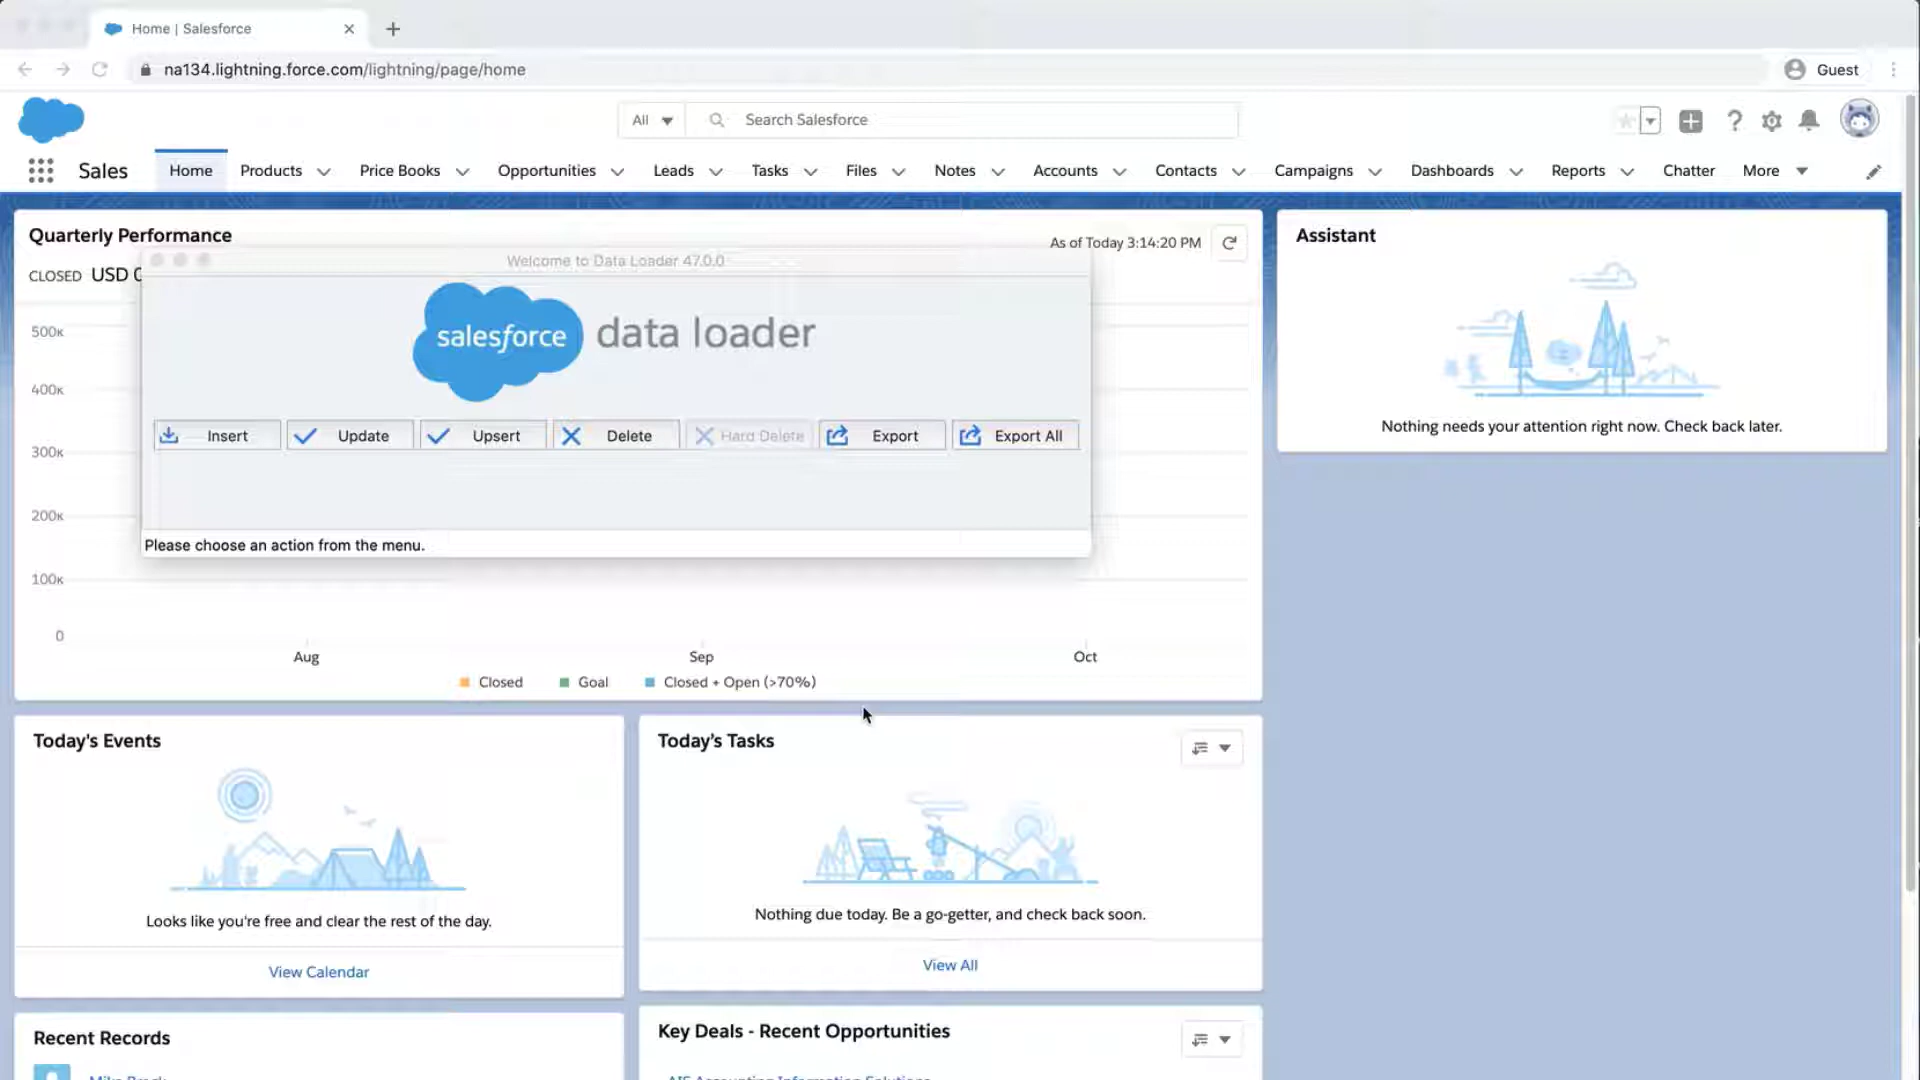 Home | Salesforce
na134.lightning.force.com/lightning/page/home
Guest
All
Search Salesforce
Sales
Home
Products
Price Books
Opportunities
Leads
Tasks
Files
Notes
Accounts
Contacts
Campaigns
Dashboards
Reports
Chatter
More
Quarterly Performance
As of Today 3:14:20 PM
CLOSED USD
Welcome to Data Loader 47.0.0
salesforce data loader
Insert
Update
Upsert
Delete
Hard Delete
Export
Export All
Please choose an action from the menu.
500K
400K
300K
200K
100K
0
Aug
Sep
Oct
Closed
Goal
Closed + Open (>70%)
Assistant
Nothing needs your attention right now. Check back later.
Today's Events
Looks like you're free and clear the rest of the day.
View Calendar
Today's Tasks
Nothing due today. Be a go-getter, and check back soon.
View All
Recent Records
Key Deals - Recent Opportunities